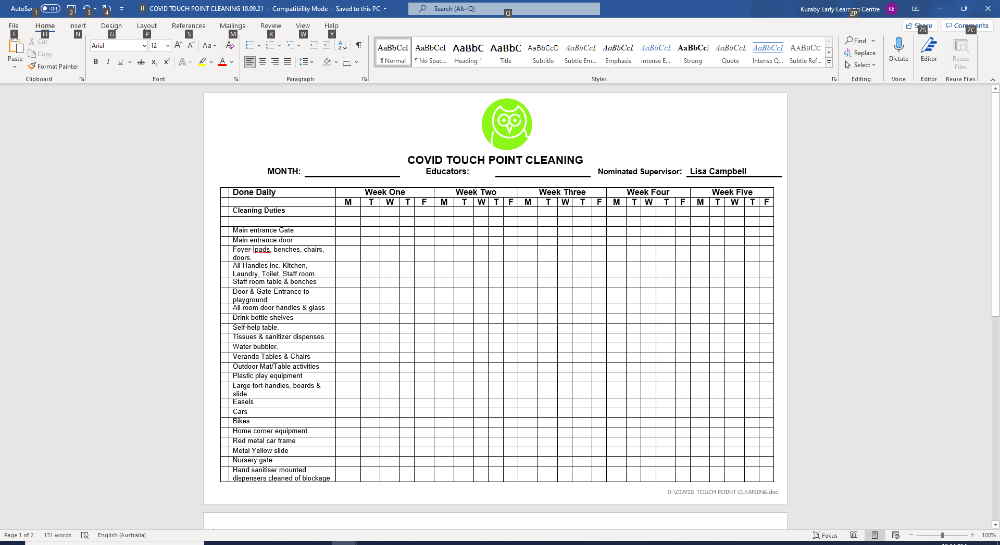 AutoSav Off B COVID TOUCH POINT CLEANING 10.09.21 - Compatibility Mode - Saved to this PC Search (Alt+Q) Kuraby Early Learning Centre KE
1 2 3 4 Q ZP
File Home Insert Design Layout References Mailings Review View Help Share Comments
F H N G P S M R W Y ZS ZC
Paste Cut Copy Format Painter
Arial 12 Aa
B I U ab x₂ x² A A
AaBbCcI AaBbCcI AaBbC AaBbC AaBbCcD AaBbCcL AaBbCcL AaBbCcL AaBbCcI AaBbCcL AaBbCcL AABBCC
¶ Normal ¶ No Spac... Heading 1 Title Subtitle Subtle Em... Emphasis Intense E... Strong Quote Intense Q... Subtle Ref...
Find Replace Select Dictate Editor Reuse Files
Clipboard Font Paragraph Styles Editing Voice Editor Reuse Files
COVID TOUCH POINT CLEANING
MONTH: Educators: Nominated Supervisor: Lisa Campbell
Done Daily Week One Week Two Week Three Week Four Week Five
M T W T F M T W T F M T W T F M T W T F M T W T F
Cleaning Duties
Main entrance Gate
Main entrance door
Foyer-Ipads, benches, chairs,
doors.
All Handles inc. Kitchen,
Laundry, Toilet, Staff room.
Staff room table & benches
Door & Gate-Entrance to
playground.
All room door handles & glass
Drink bottle shelves
Self-help table.
Tissues & sanitizer dispenses.
Water bubbler.
Veranda Tables & Chairs
Outdoor Mat/Table activities
Plastic play equipment
Large fort-handles, boards &
slide.
Easels
Cars
Bikes
Home corner equipment.
Red metal car frame
Metal Yellow slide
Nursery gate
Hand sanitiser mounted
dispensers cleaned of blockage
D:\COVID TOUCH POINT CLEANING.doc
Page 1 of 2 131 words English (Australia) Focus 100%